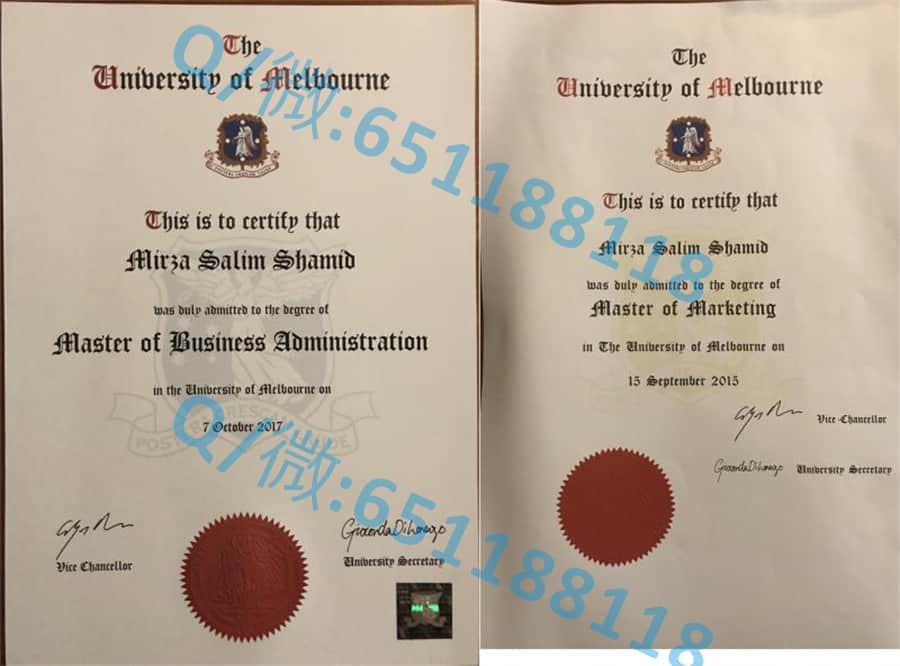 The
University of Melbourne
This is to certify that
Mirza Salim Shamid
was duly admitted to the degree of
Master of Business Administration
in the University of Melbourne on
7 October 2017
Vice Chancellor
University Secretary
The
University of Melbourne
This is to certify that
Mirza Salim Shamid
was duly admitted to the degree of
Master of Marketing
in The University of Melbourne on
15 September 2015
Vice-Chancellor
University Secretary
Q/微:651188118
Q/微:651188118